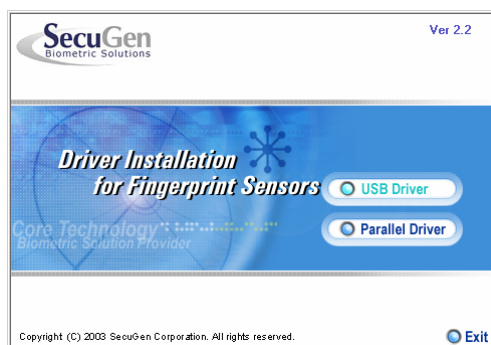 SecuGen
Biometric Solutions
Ver 2.2
Driver Installation
for Fingerprint Sensors
USB Driver
Parallel Driver
Core Technology
Biometric Solution Provider
Copyright (C) 2003 SecuGen Corporation. All rights reserved.
Exit